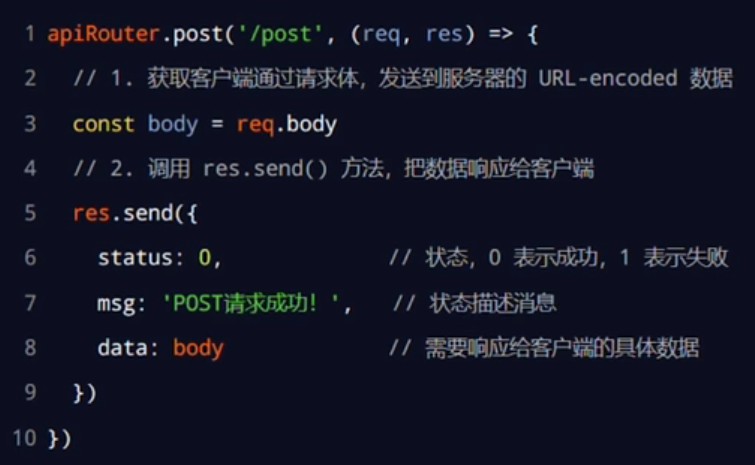 1 apiRouter.post('/post', (req, res) => {
2 // 1. 获取客户端通过请求体，发送到服务器的 URL-encoded 数据
3 const body = req.body
4 // 2. 调用 res.send() 方法，把数据响应给客户端
5 res.send({
6 status: 0, // 状态，0 表示成功，1 表示失败
7 msg: 'POST请求成功！', // 状态描述消息
8 data: body // 需要响应给客户端的具体数据
9 })
10 })